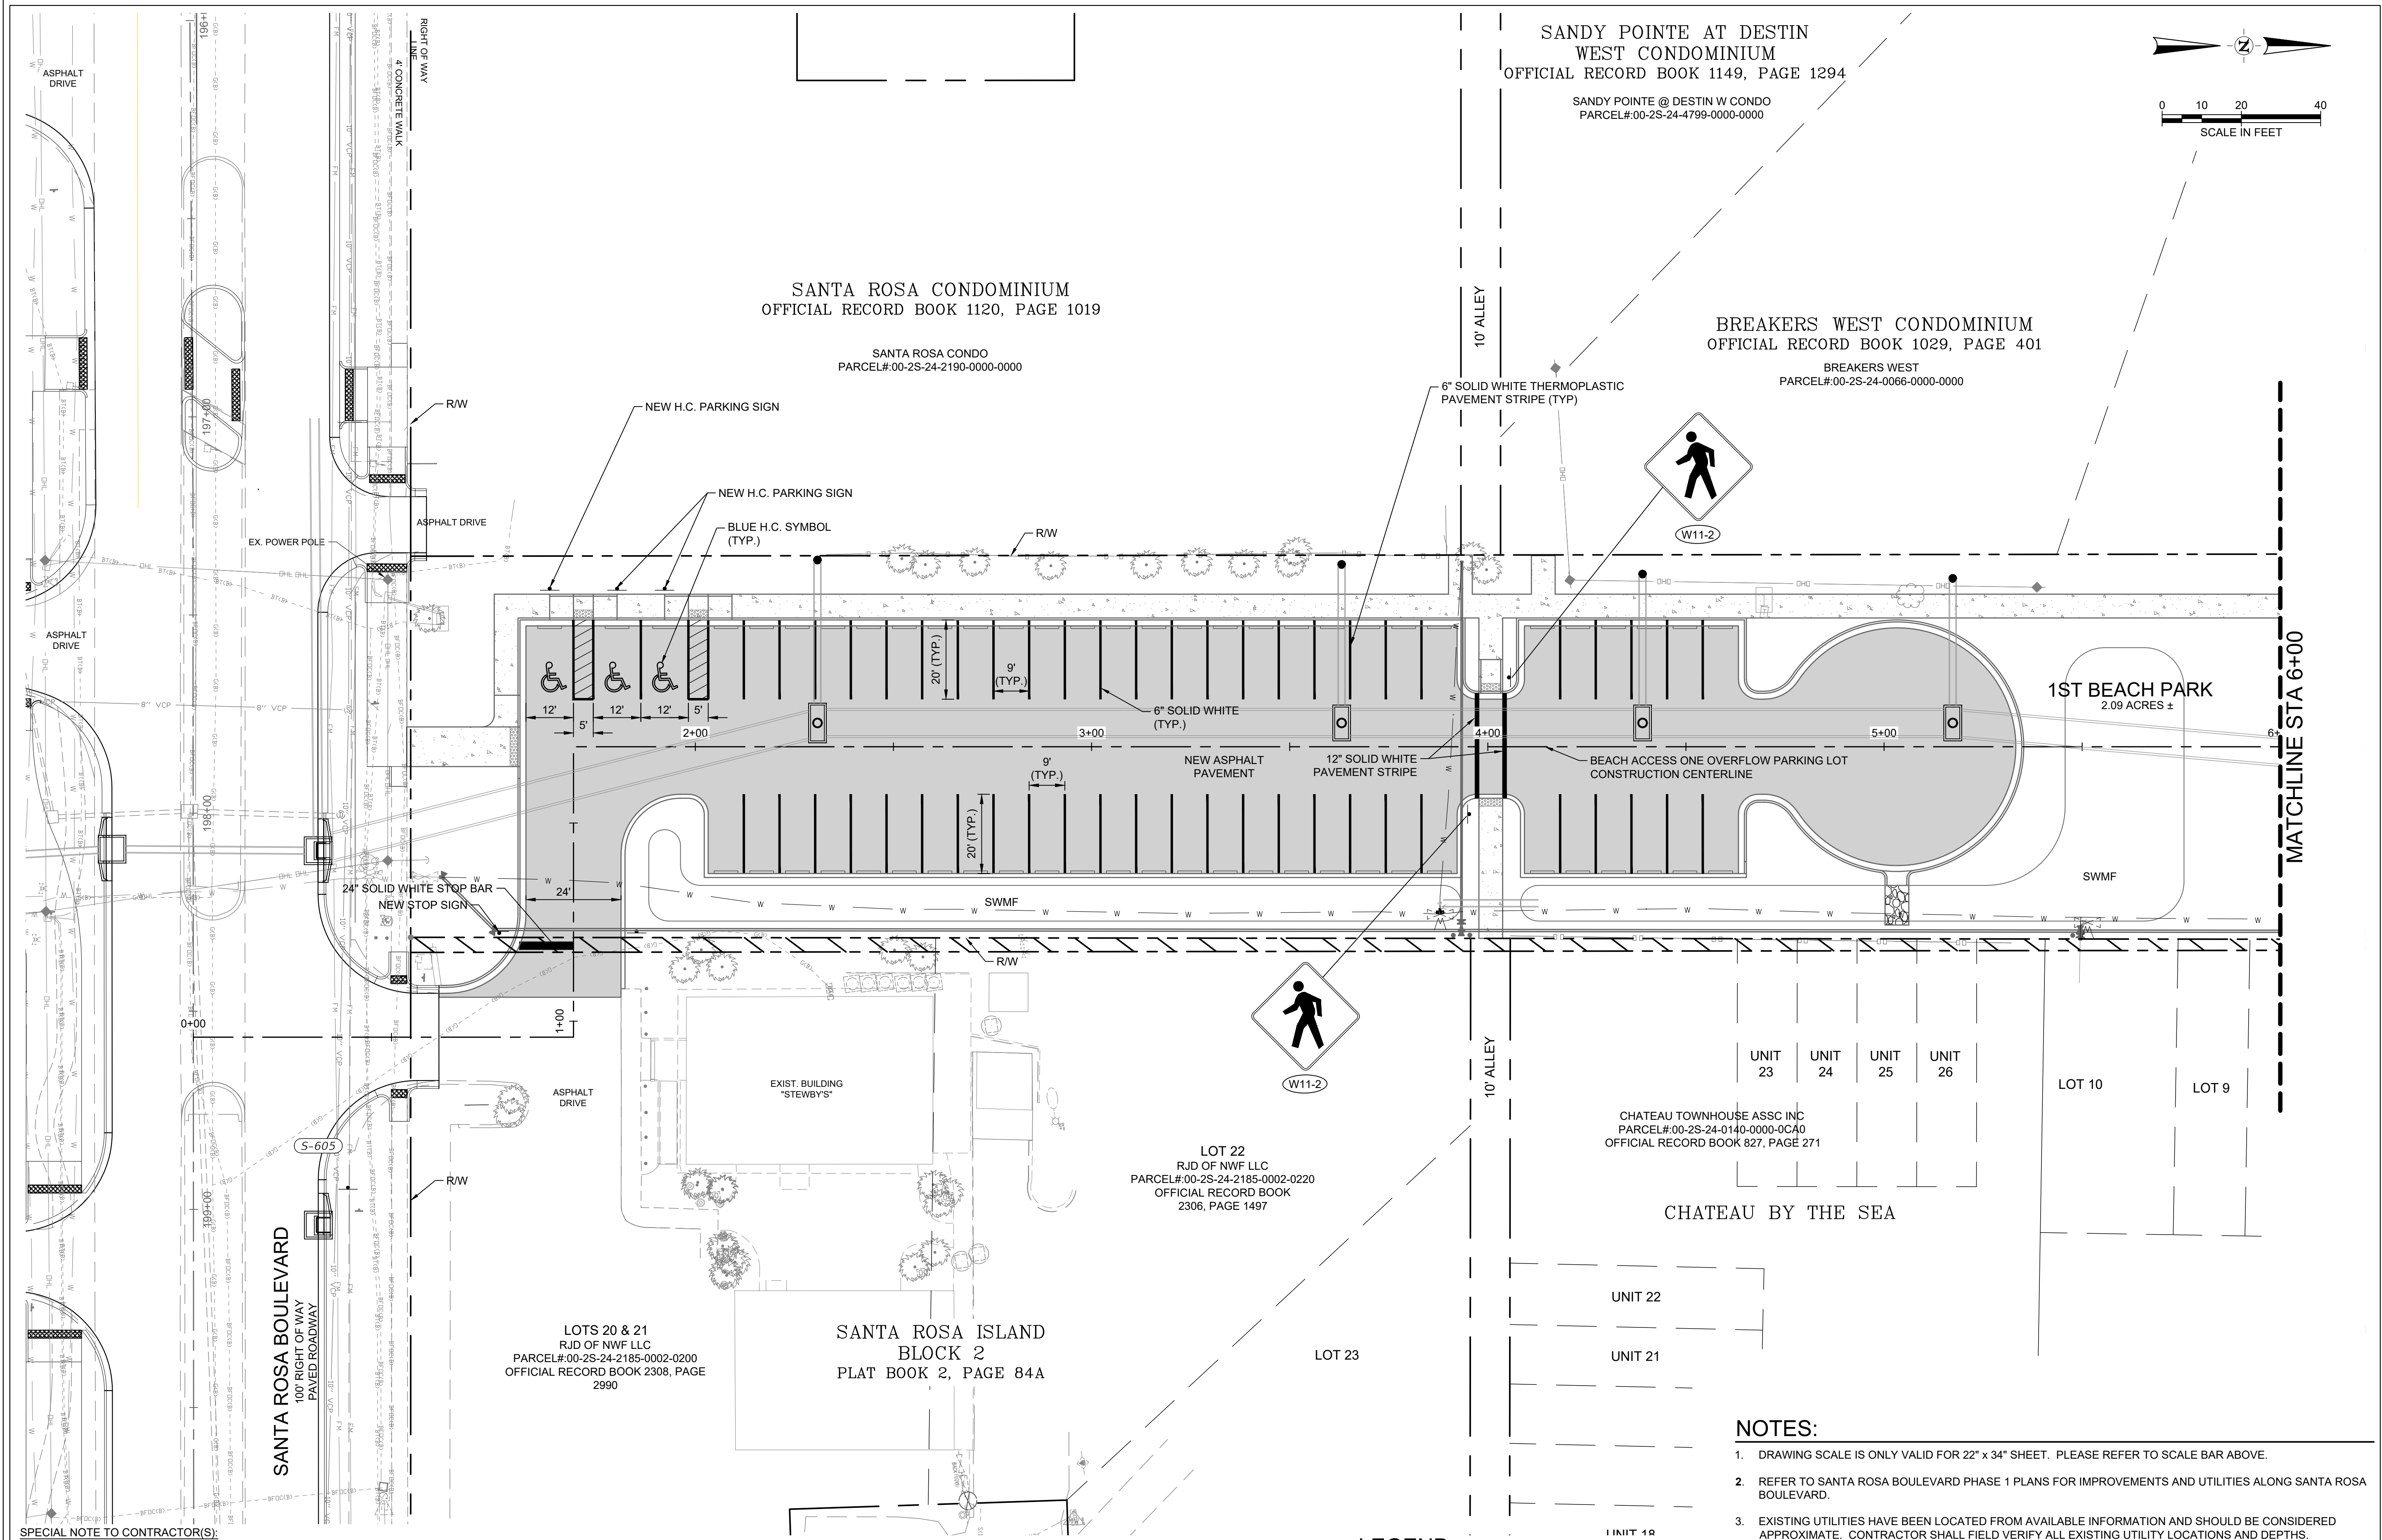 SANDY POINTE AT DESTIN
WEST CONDOMINIUM
OFFICIAL RECORD BOOK 1149, PAGE 1294
SANDY POINTE @ DESTIN W CONDO
PARCEL#:00-2S-24-4799-0000-0000
Z
0 10 20 40
SCALE IN FEET
ASPHALT
DRIVE
196+
RIGHT OF WAY
LINE
4' CONCRETE WALK
10'' VCP
10' ALLEY
SANTA ROSA CONDOMINIUM
OFFICIAL RECORD BOOK 1120, PAGE 1019
SANTA ROSA CONDO
PARCEL#:00-2S-24-2190-0000-0000
BREAKERS WEST CONDOMINIUM
OFFICIAL RECORD BOOK 1029, PAGE 401
BREAKERS WEST
PARCEL#:00-2S-24-0066-0000-0000
6" SOLID WHITE THERMOPLASTIC
PAVEMENT STRIPE (TYP)
197+00
R/W
NEW H.C. PARKING SIGN
NEW H.C. PARKING SIGN
BLUE H.C. SYMBOL
(TYP.)
ASPHALT DRIVE
EX. POWER POLE
R/W
W11-2
ASPHALT
DRIVE
20' (TYP.)
9'
(TYP.)
12' 5' 12' 12' 5'
6" SOLID WHITE
(TYP.)
2+00
3+00
4+00
5+00
6+
1ST BEACH PARK
2.09 ACRES ±
MATCHLINE STA 6+00
8'' VCP
8'' VCP
9'
(TYP.)
NEW ASPHALT
PAVEMENT
12" SOLID WHITE
PAVEMENT STRIPE
BEACH ACCESS ONE OVERFLOW PARKING LOT
CONSTRUCTION CENTERLINE
198+00
20' (TYP.)
24" SOLID WHITE STOP BAR
NEW STOP SIGN
24'
SWMF
SWMF
R/W
W11-2
0+00
1+00
ASPHALT
DRIVE
EXIST. BUILDING
"STEWBY'S"
10' ALLEY
UNIT
23
UNIT
24
UNIT
25
UNIT
26
LOT 10
LOT 9
CHATEAU TOWNHOUSE ASSC INC
PARCEL#:00-2S-24-0140-0000-0CA0
OFFICIAL RECORD BOOK 827, PAGE 271
S-605
R/W
LOT 22
RJD OF NWF LLC
PARCEL#:00-2S-24-2185-0002-0220
OFFICIAL RECORD BOOK
2306, PAGE 1497
CHATEAU BY THE SEA
199+00
SANTA ROSA BOULEVARD
100' RIGHT OF WAY
PAVED ROADWAY
LOTS 20 & 21
RJD OF NWF LLC
PARCEL#:00-2S-24-2185-0002-0200
OFFICIAL RECORD BOOK 2308, PAGE
2990
SANTA ROSA ISLAND
BLOCK 2
PLAT BOOK 2, PAGE 84A
LOT 23
UNIT 22
UNIT 21
UNIT 18
NOTES:
1. DRAWING SCALE IS ONLY VALID FOR 22" x 34" SHEET. PLEASE REFER TO SCALE BAR ABOVE.
2. REFER TO SANTA ROSA BOULEVARD PHASE 1 PLANS FOR IMPROVEMENTS AND UTILITIES ALONG SANTA ROSA
BOULEVARD.
3. EXISTING UTILITIES HAVE BEEN LOCATED FROM AVAILABLE INFORMATION AND SHOULD BE CONSIDERED
APPROXIMATE. CONTRACTOR SHALL FIELD VERIFY ALL EXISTING UTILITY LOCATIONS AND DEPTHS.
SPECIAL NOTE TO CONTRACTOR(S):
LEGEND